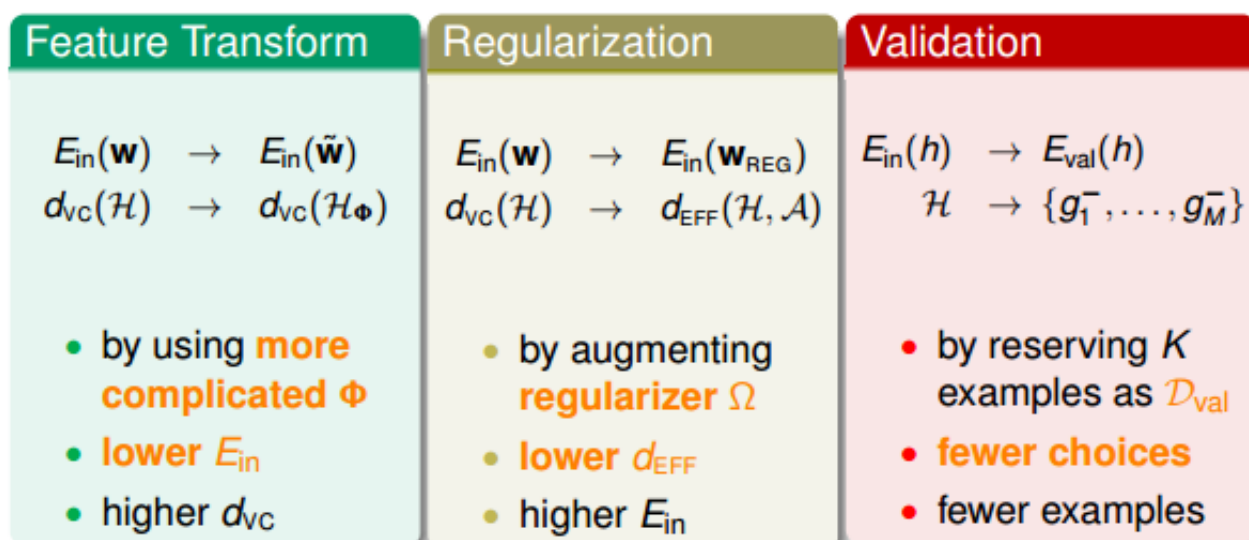 Feature Transform
E_in(w) → E_in(w̃)
d_VC(ℋ) → d_VC(ℋ_Φ)
• by using more
complicated Φ
• lower E_in
• higher d_VC
Regularization
E_in(w) → E_in(w_REG)
d_VC(ℋ) → d_EFF(ℋ, 𝒜)
• by augmenting
regularizer Ω
• lower d_EFF
• higher E_in
Validation
E_in(h) → E_val(h)
ℋ → {g₁⁻, . . . , g_M⁻}
• by reserving K
examples as 𝒟_val
• fewer choices
• fewer examples